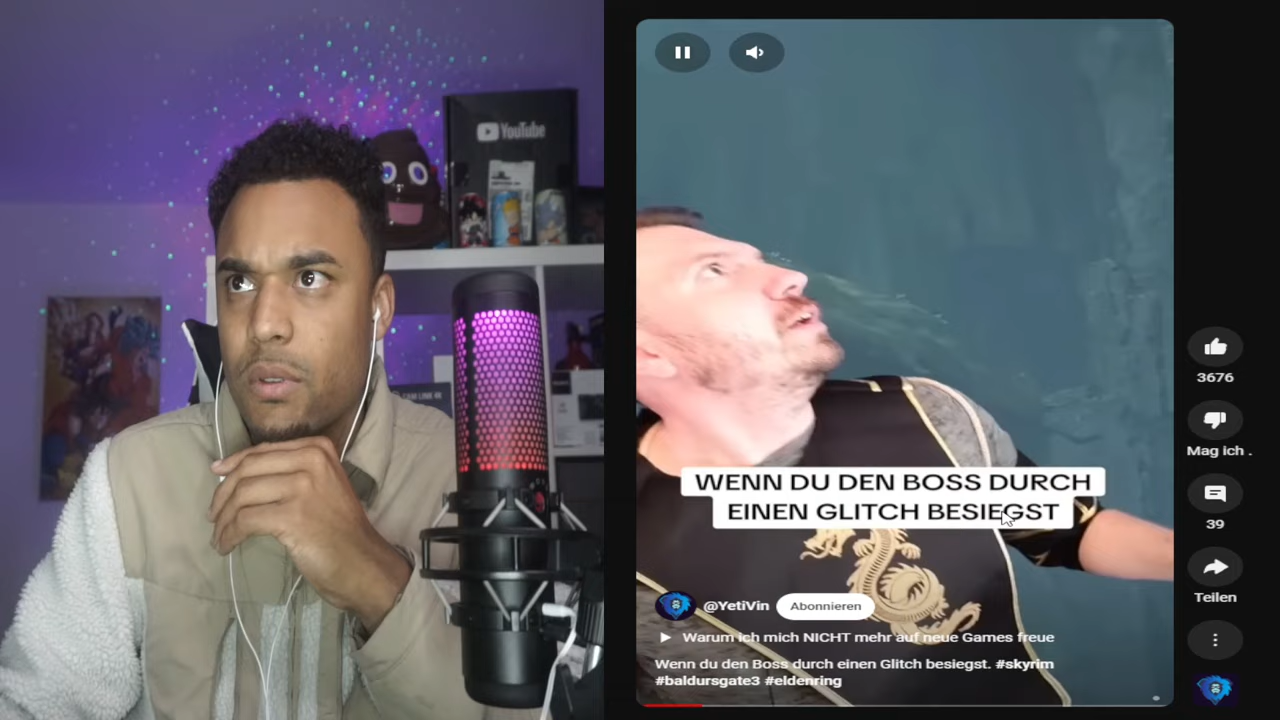 YouTube
WENN DU DEN BOSS DURCH
EINEN GLITCH BESIEGST
@YetiVin
Abonnieren
Warum ich mich NICHT mehr auf neue Games freue
Wenn du den Boss durch einen Glitch besiegst. #skyrim
#baldursgate3 #eldenring
3676
Mag ich .
39
Teilen